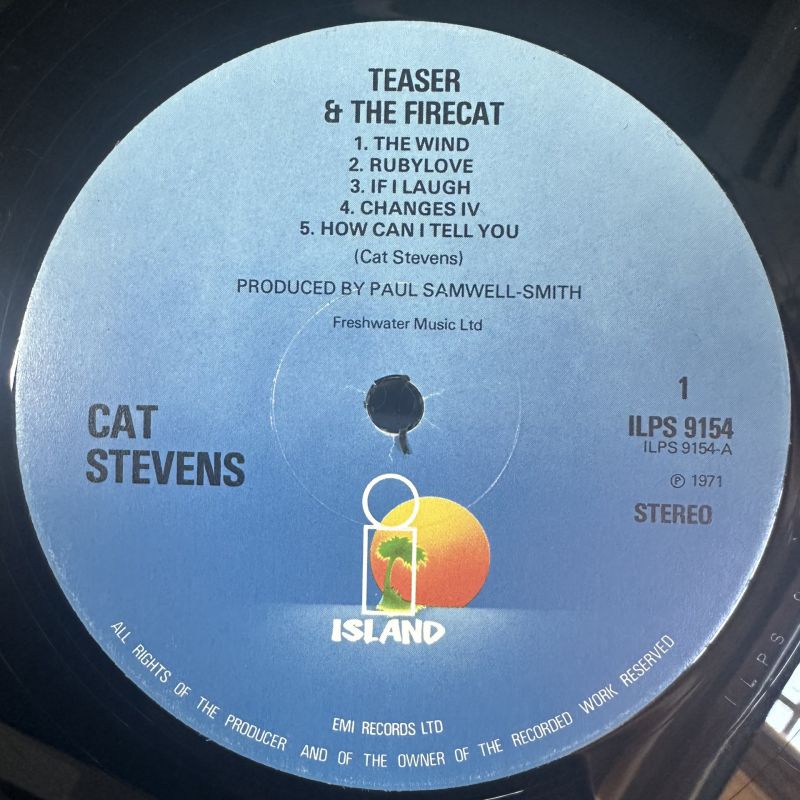 TEASER
& THE FIRECAT
1. THE WIND
2. RUBYLOVE
3. IF I LAUGH
4. CHANGES IV
5. HOW CAN I TELL YOU
(Cat Stevens)
PRODUCED BY PAUL SAMWELL-SMITH
Freshwater Music Ltd
CAT
STEVENS
1
ILPS 9154
ILPS 9154-A
℗ 1971
STEREO
i
ISLAND
EMI RECORDS LTD
ALL RIGHTS OF THE PRODUCER AND OF THE OWNER OF THE RECORDED WORK RESERVED
ILPS